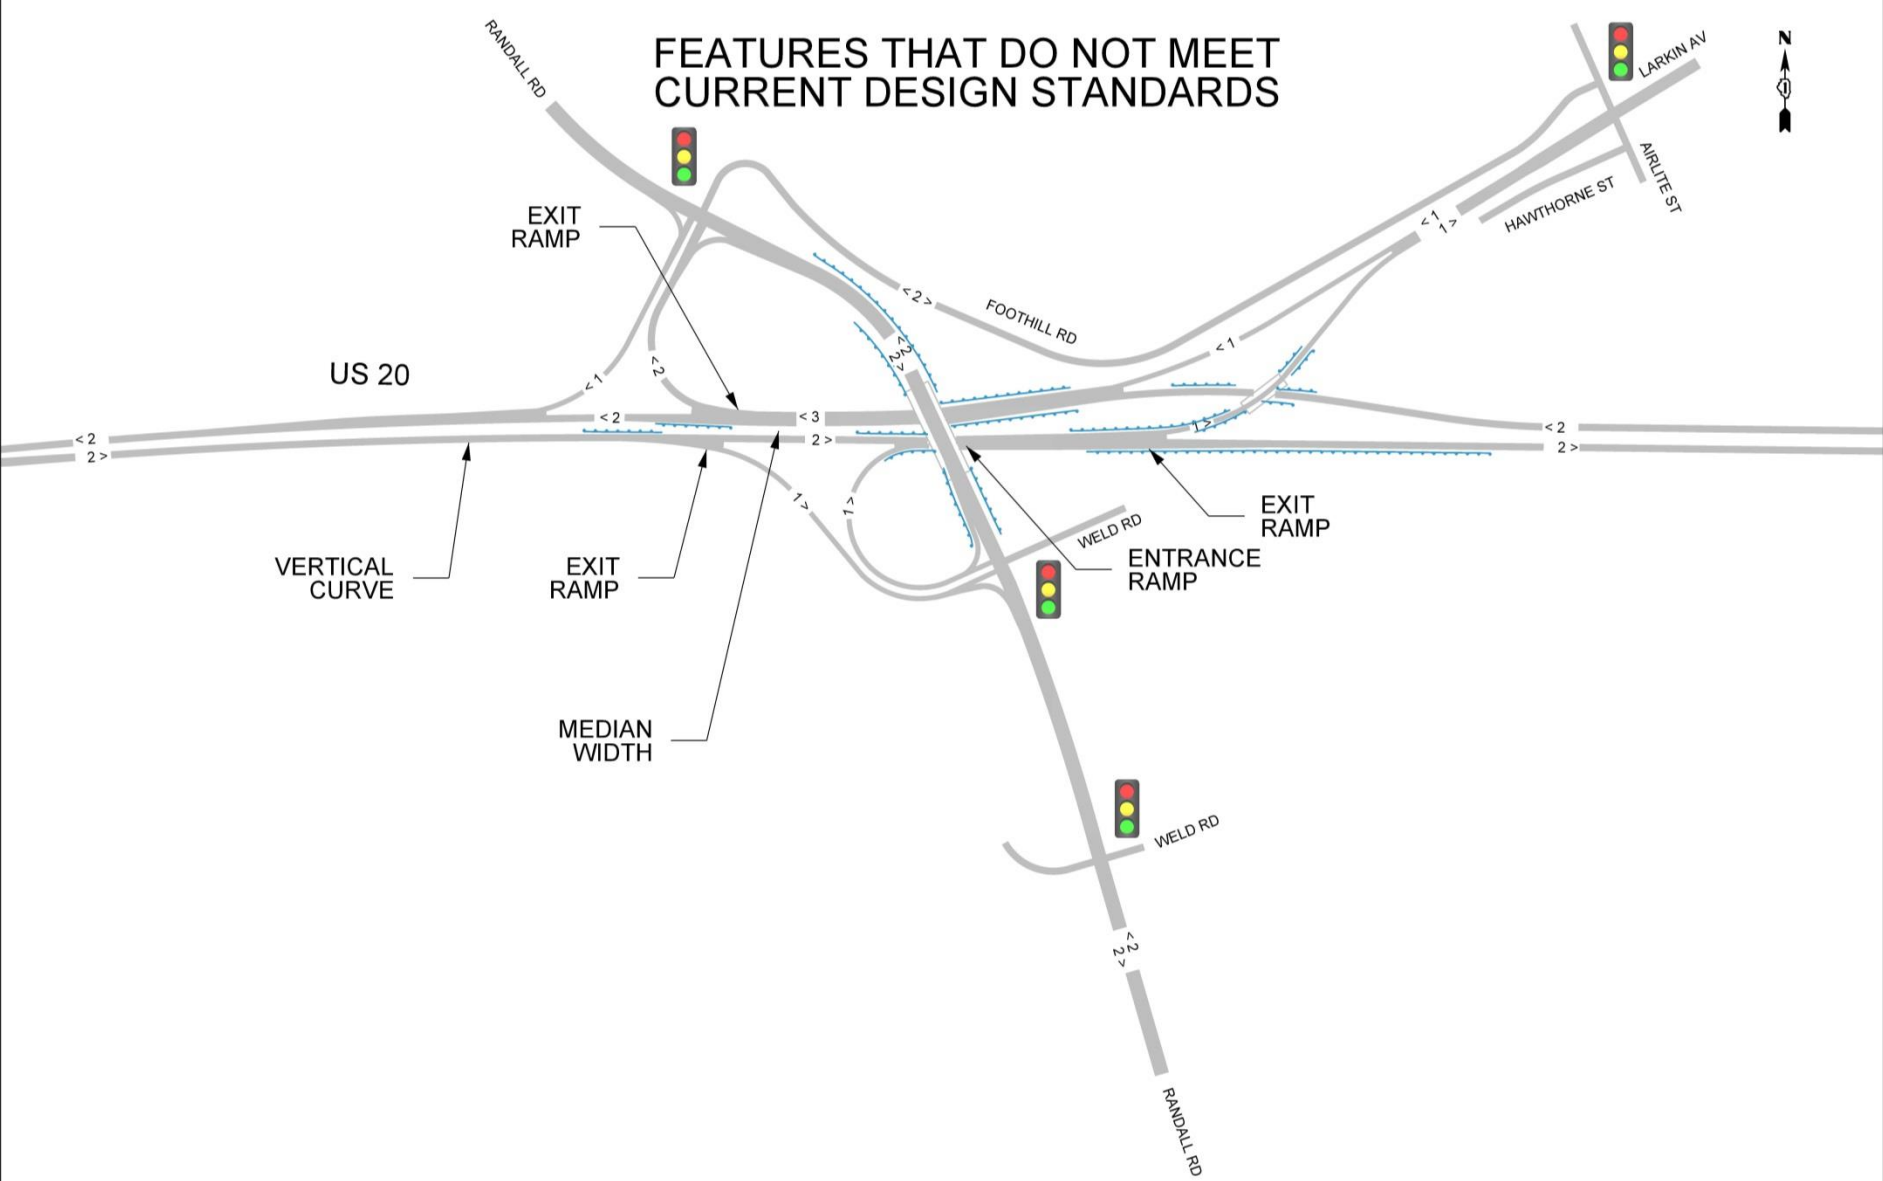 FEATURES THAT DO NOT MEET
CURRENT DESIGN STANDARDS
RANDALL RD
N
LARKIN AV
AIRLITE ST
HAWTHORNE ST
< 1
1 >
EXIT
RAMP
< 2 >
FOOTHILL RD
< 2
2 >
< 1
US 20
< 1
< 2
< 2
< 3
< 2
2 >
2 >
1 >
< 2
2 >
1 >
1 >
EXIT
RAMP
WELD RD
ENTRANCE
RAMP
VERTICAL
CURVE
EXIT
RAMP
MEDIAN
WIDTH
WELD RD
< 2
2 >
RANDALL RD